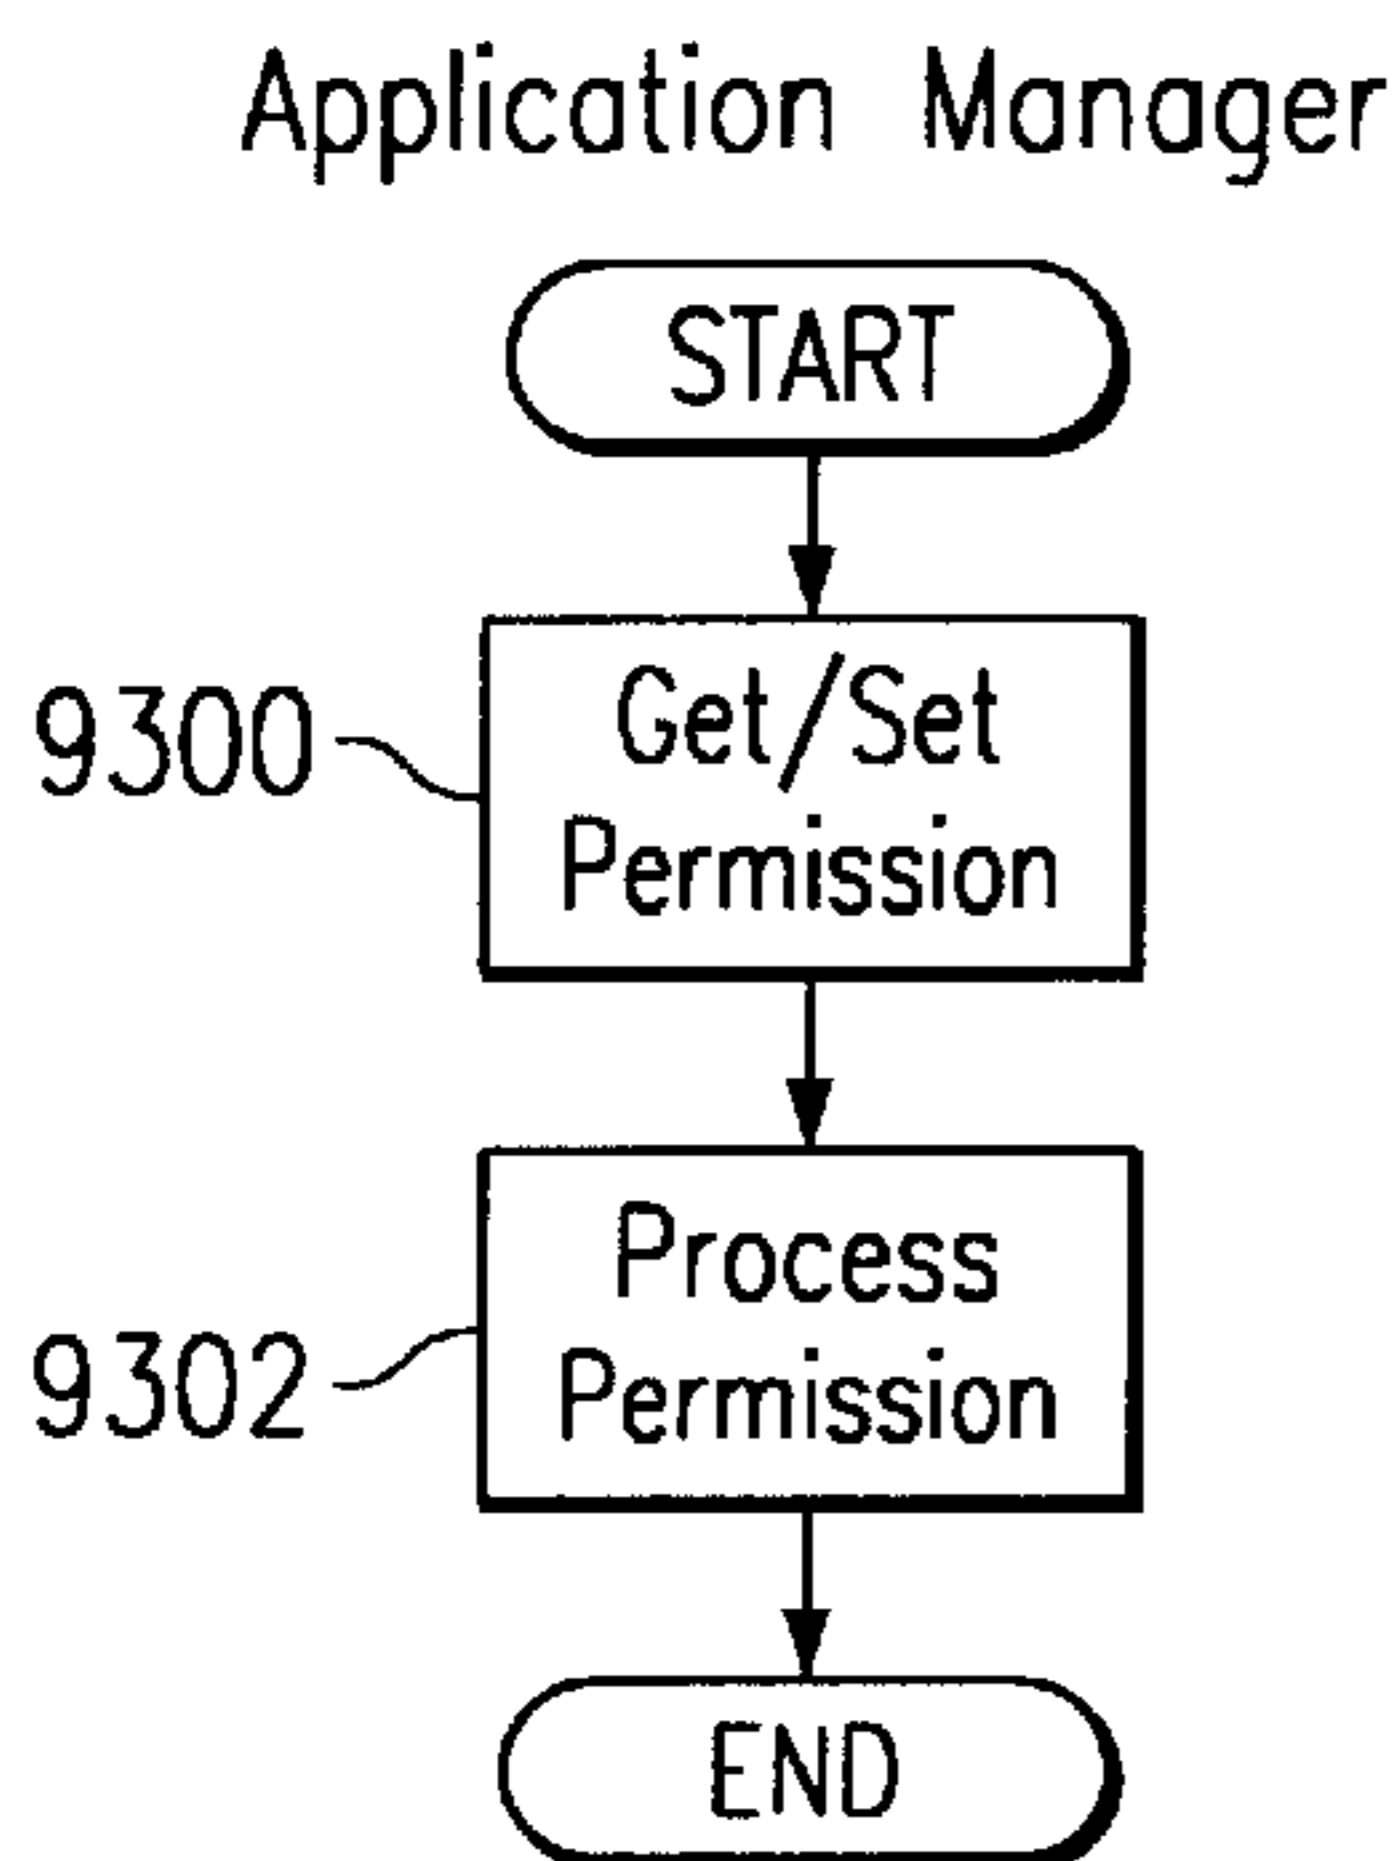 Application Manager
START
9300
Get/Set
Permission
Process
9302
Permission
END